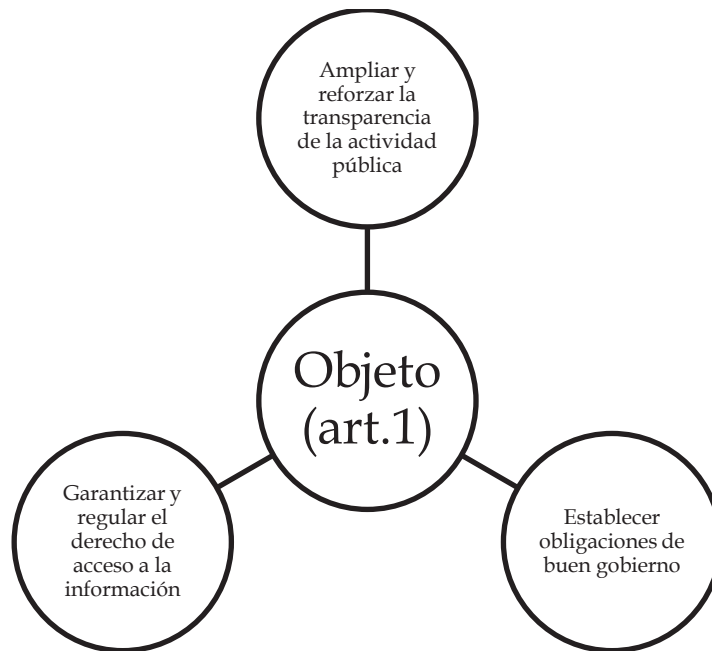 Ampliar y
reforzar la
transparencia
de la actividad
pública
Objeto
(art.1)
Garantizar y
regular el
derecho de
acceso a la
información
Establecer
obligaciones de
buen gobierno